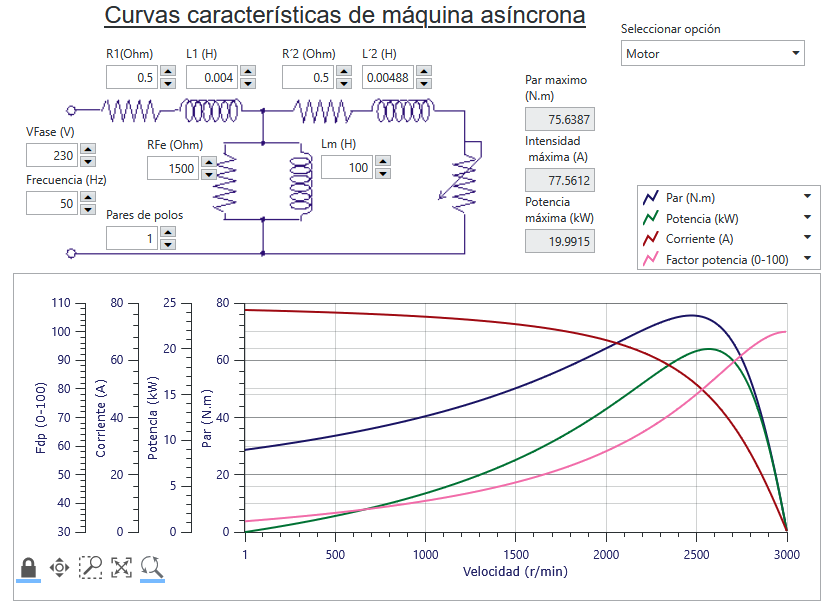 Curvas características de máquina asíncrona
Seleccionar opción
Motor
R1(Ohm) L1 (H) R´2 (Ohm) L´2 (H)
0.5 0.004 0.5 0.00488
Par maximo
(N.m)
75.6387
VFase (V)
230
RFe (Ohm)
1500
Lm (H)
100
Intensidad
máxima (A)
77.5612
Frecuencia (Hz)
50
Potencia
máxima (kW)
19.9915
Pares de polos
1
Par (N.m)
Potencia (kW)
Corriente (A)
Factor potencia (0-100)
110 80 25 80
100
90 60 20 60
80
15
70 40 40
60 10
50 20 20
5
40
30 0 0 0
Fdp (0-100)
Corriente (A)
Potencia (kW)
Par (N.m)
1 500 1000 1500 2000 2500 3000
Velocidad (r/min)